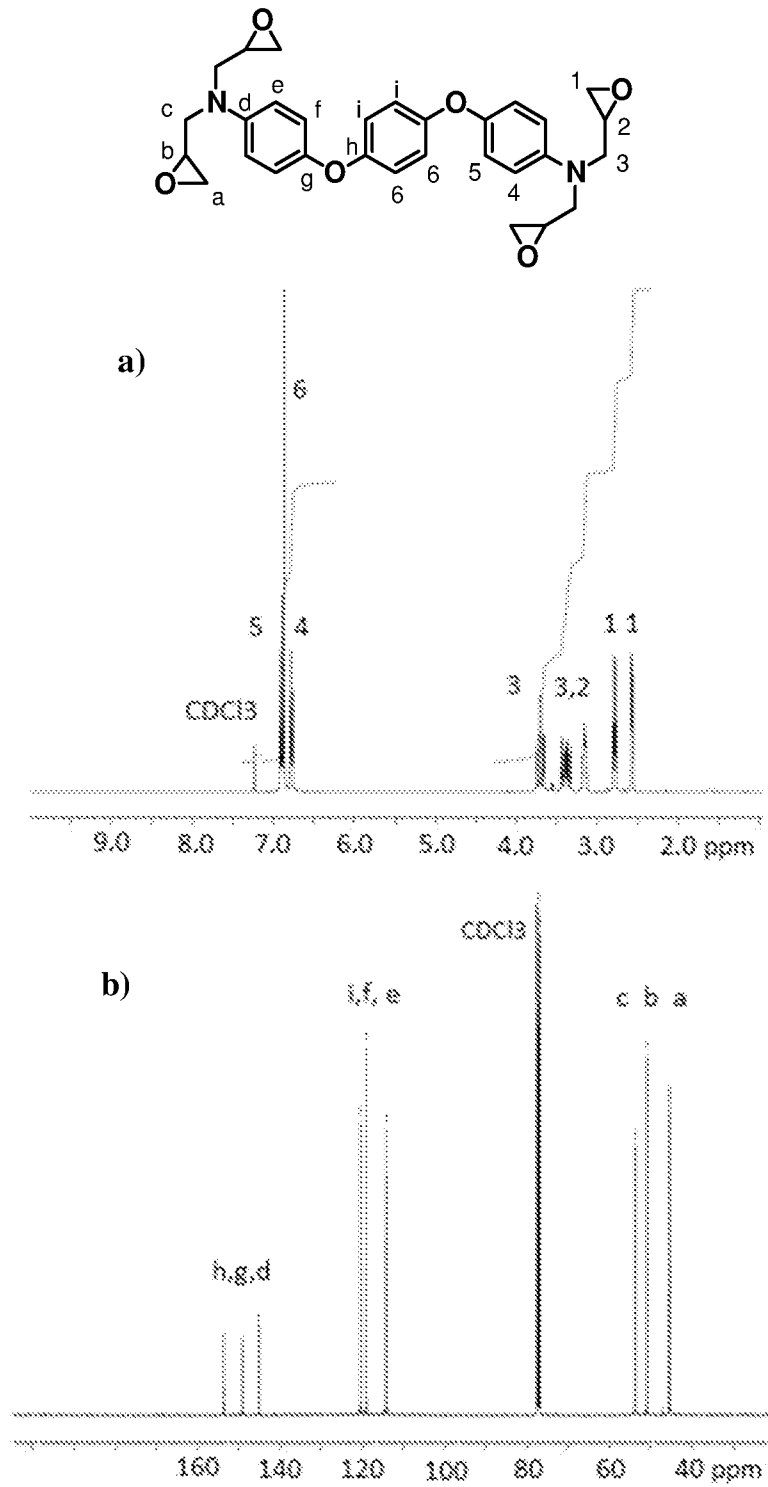 O
1
O
c
N
e
i
O
d
f
i
2
b
h
3
O
a
g
O
6
6
5
4
N
O
a)
6
5
4
1 1
3
3,2
CDCl3
9.0 8.0 7.0 6.0 5.0 4.0 3.0 2.0 ppm
CDCl3
b)
i,f, e
c b a
h,g,d
160 140 120 100 80 60 40 ppm